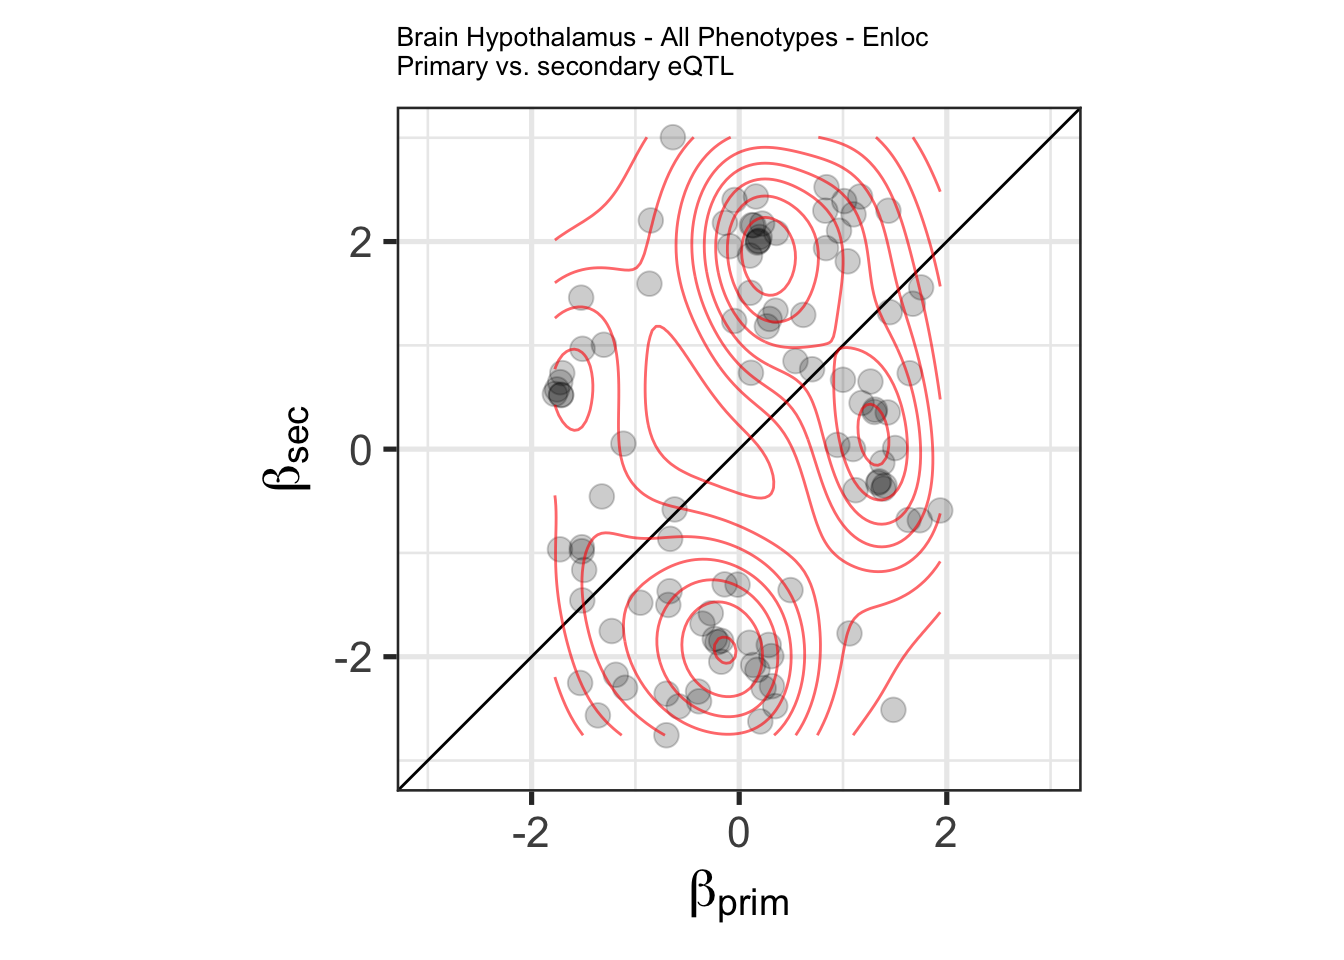 Brain Hypothalamus - All Phenotypes - Enloc
Primary vs. secondary eQTL
2
0
-2
βsec
-2 0 2
βprim